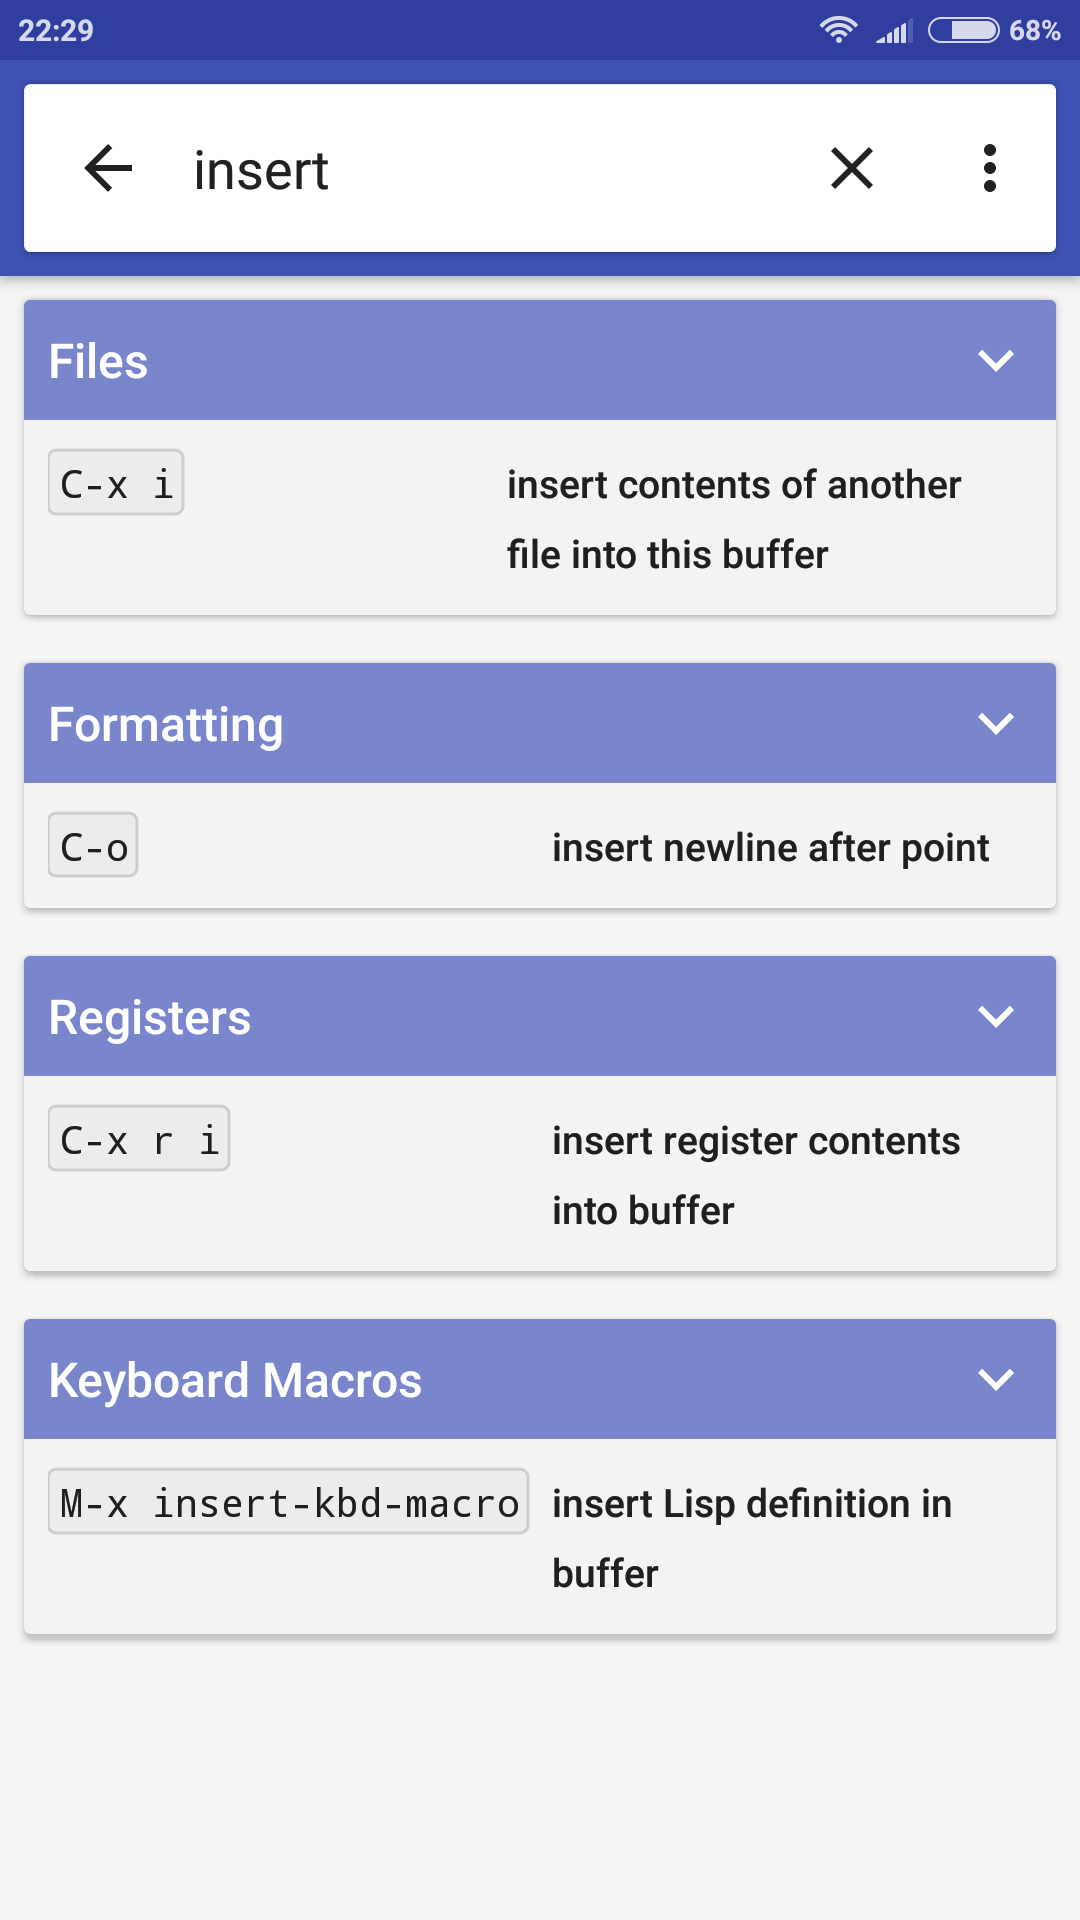 22:29 68%
insert
Files
C-x i insert contents of another
file into this buffer
Formatting
C-o insert newline after point
Registers
C-x r i insert register contents
into buffer
Keyboard Macros
M-x insert-kbd-macro insert Lisp definition in
buffer